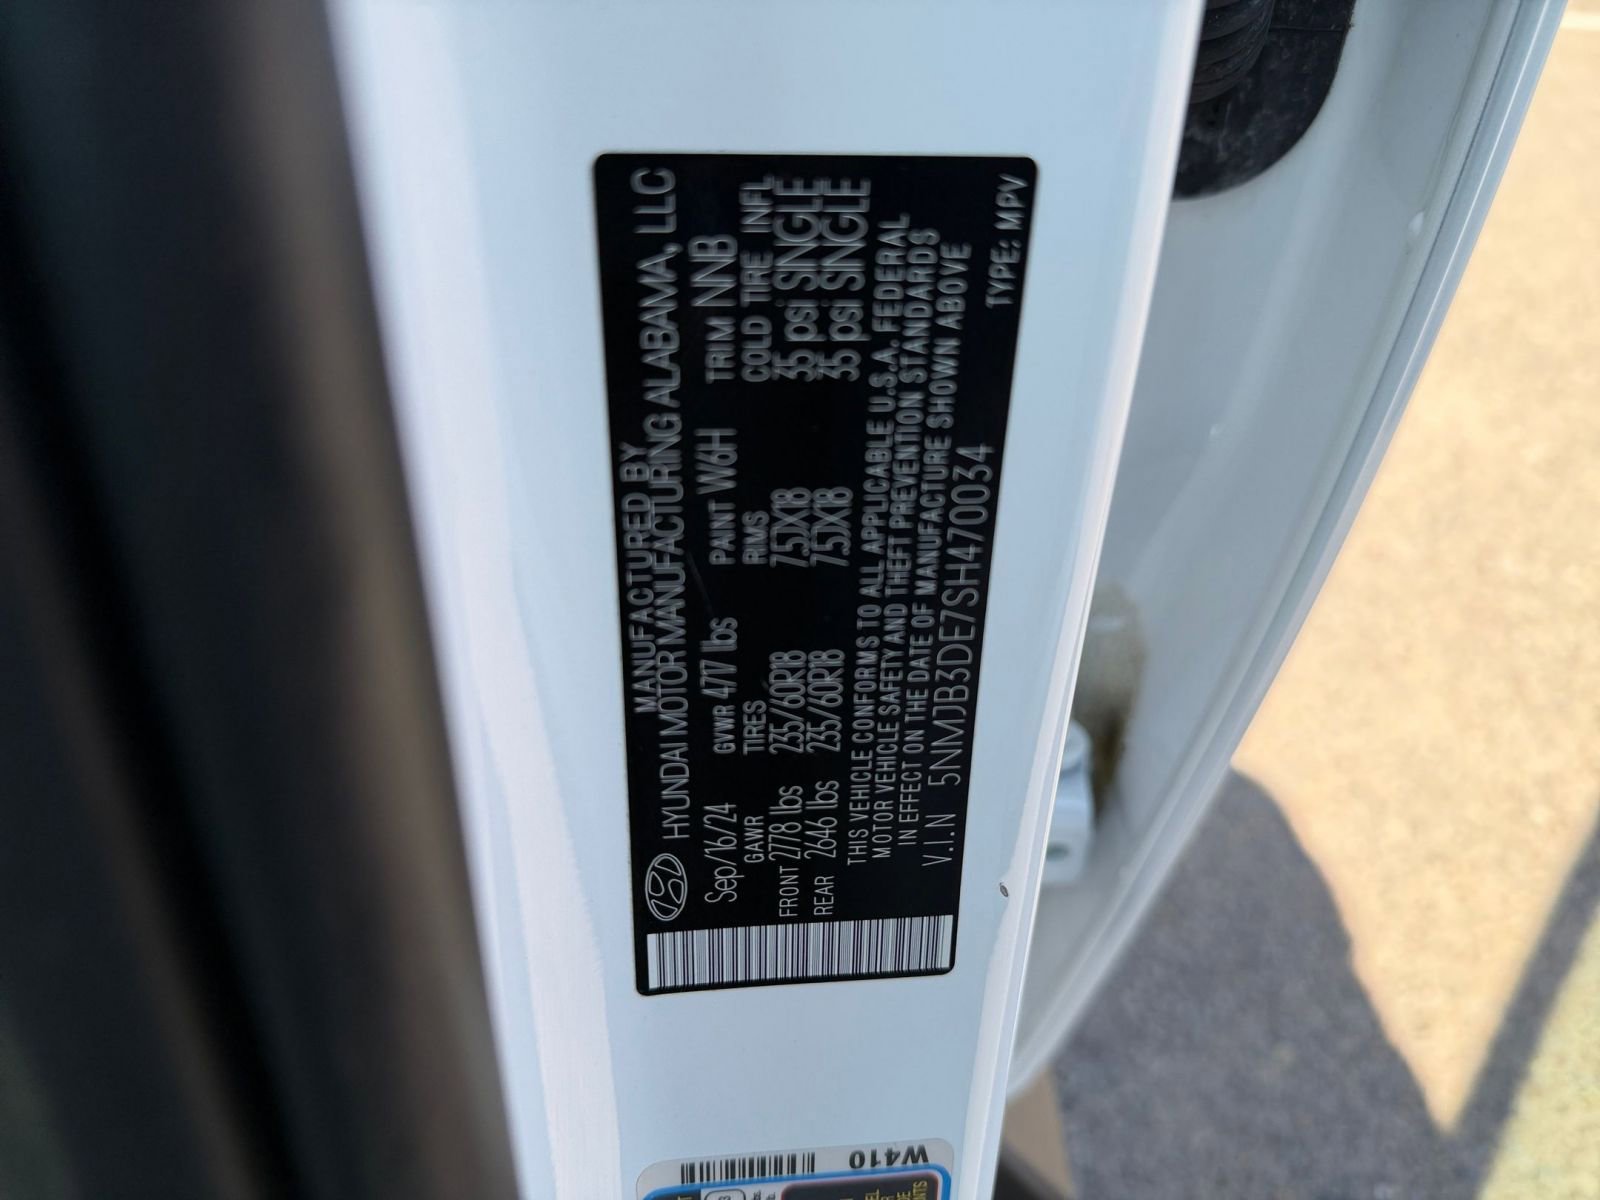 MANUFACTURED BY
HYUNDAI MOTOR MANUFACTURING ALABAMA, LLC
Sep/16/24 GVWR 4717 lbs PAINT W6H TRIM NNB
GAWR TIRES RIMS COLD TIRE INFL
FRONT 2778 lbs 235/60R18 7.5JX18 35 psi SINGLE
REAR 2646 lbs 235/60R18 7.5JX18 35 psi SINGLE
THIS VEHICLE CONFORMS TO ALL APPLICABLE U.S.A. FEDERAL
MOTOR VEHICLE SAFETY AND THEFT PREVENTION STANDARDS
IN EFFECT ON THE DATE OF MANUFACTURE SHOWN ABOVE
V.I.N 5NMJB3DE7SH470034 TYPE: MPV
W410